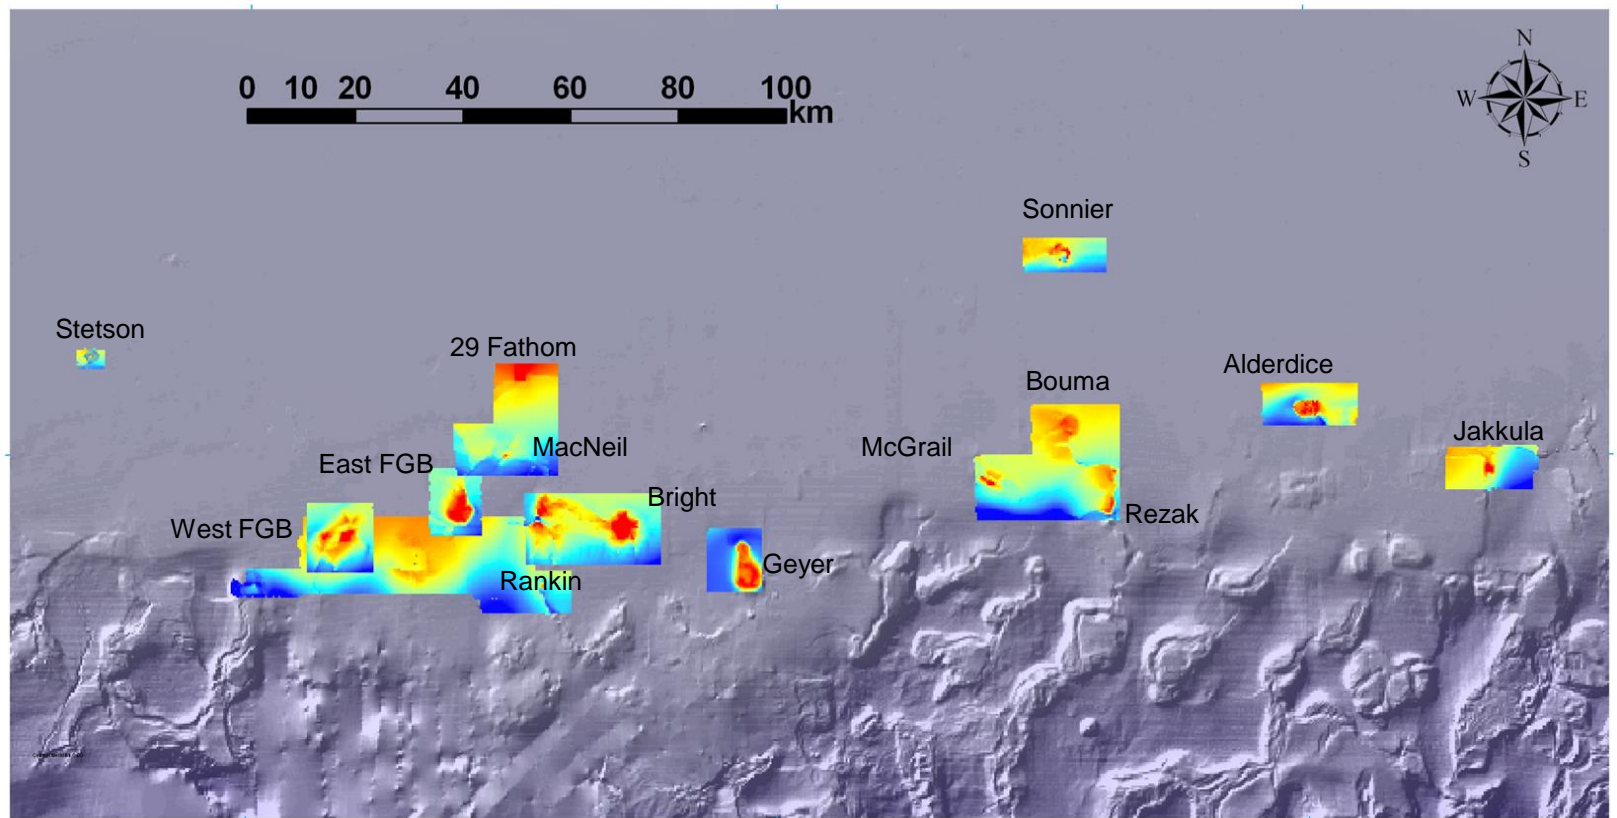 0 10 20 40 60 80 100
km
N
W E
S
Sonnier
Stetson
29 Fathom
Bouma
Alderdice
MacNeil
McGrail
Jakkula
East FGB
Bright
Rezak
West FGB
Rankin
Geyer